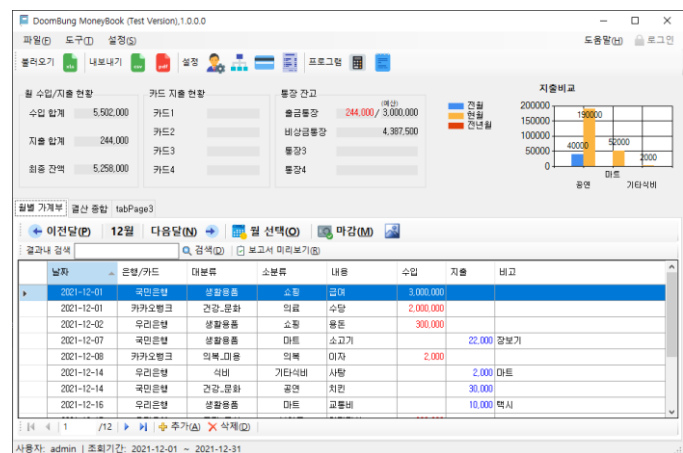 DoomBung MoneyBook (Test Version),1.0.0.0
파일(F) 도구(T) 설정(S) 도움말(H) 로그인
불러오기 내보내기 설정 프로그램
월 수입/지출 현황 카드 지출 현황 통장 잔고 지출비교
수입 합계 5,502,000 카드1 출금통장 244,000/ (예산) 3,000,000
지출 합계 244,000 카드2 비상금통장 4,387,500
카드3 통장3
최종 잔액 5,258,000 카드4 통장4
전월
현월
전년월
200000
150000
100000
50000
0
190000
40000 52000
2000
마트
공연 기타식비
월별 가계부 결산 종합 tabPage3
이전달(P) 12월 다음달(N) 월 선택(O) 마감(M)
결과내 검색 검색(D) 보고서 미리보기(R)
날짜 은행/카드 대분류 소분류 내용 수입 지출 비고
2021-12-01 국민은행 생활용품 쇼핑 급여 3,000,000
2021-12-01 카카오뱅크 건강_문화 의료 수당 2,000,000
2021-12-02 우리은행 생활용품 쇼핑 용돈 300,000
2021-12-07 국민은행 생활용품 마트 소고기 22,000 장보기
2021-12-08 카카오뱅크 의복_미용 의복 이자 2,000
2021-12-14 우리은행 식비 기타식비 사탕 2,000 마트
2021-12-14 국민은행 건강_문화 공연 치킨 30,000
2021-12-16 우리은행 생활용품 마트 교통비 10,000 택시
1 /12 추가(A) 삭제(D)
사용자: admin | 조회기간: 2021-12-01 ~ 2021-12-31